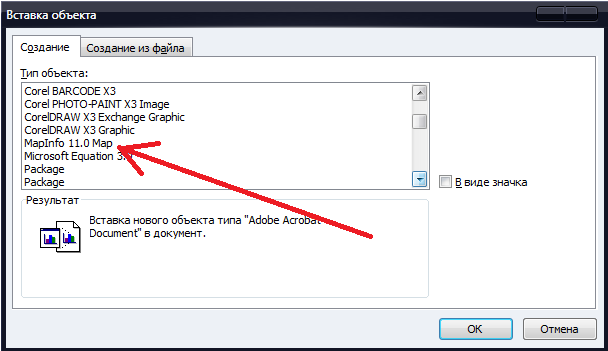 Вставка объекта
Создание
Создание из файла
Тип объекта:
Corel BARCODE X3
Corel PHOTO-PAINT X3 Image
CorelDRAW X3 Exchange Graphic
CorelDRAW X3 Graphic
MapInfo 11.0 Map
Microsoft Equation 3.
Package
Package
В виде значка
Результат
Вставка нового объекта типа "Adobe Acrobat
Document" в документ.
ОК
Отмена